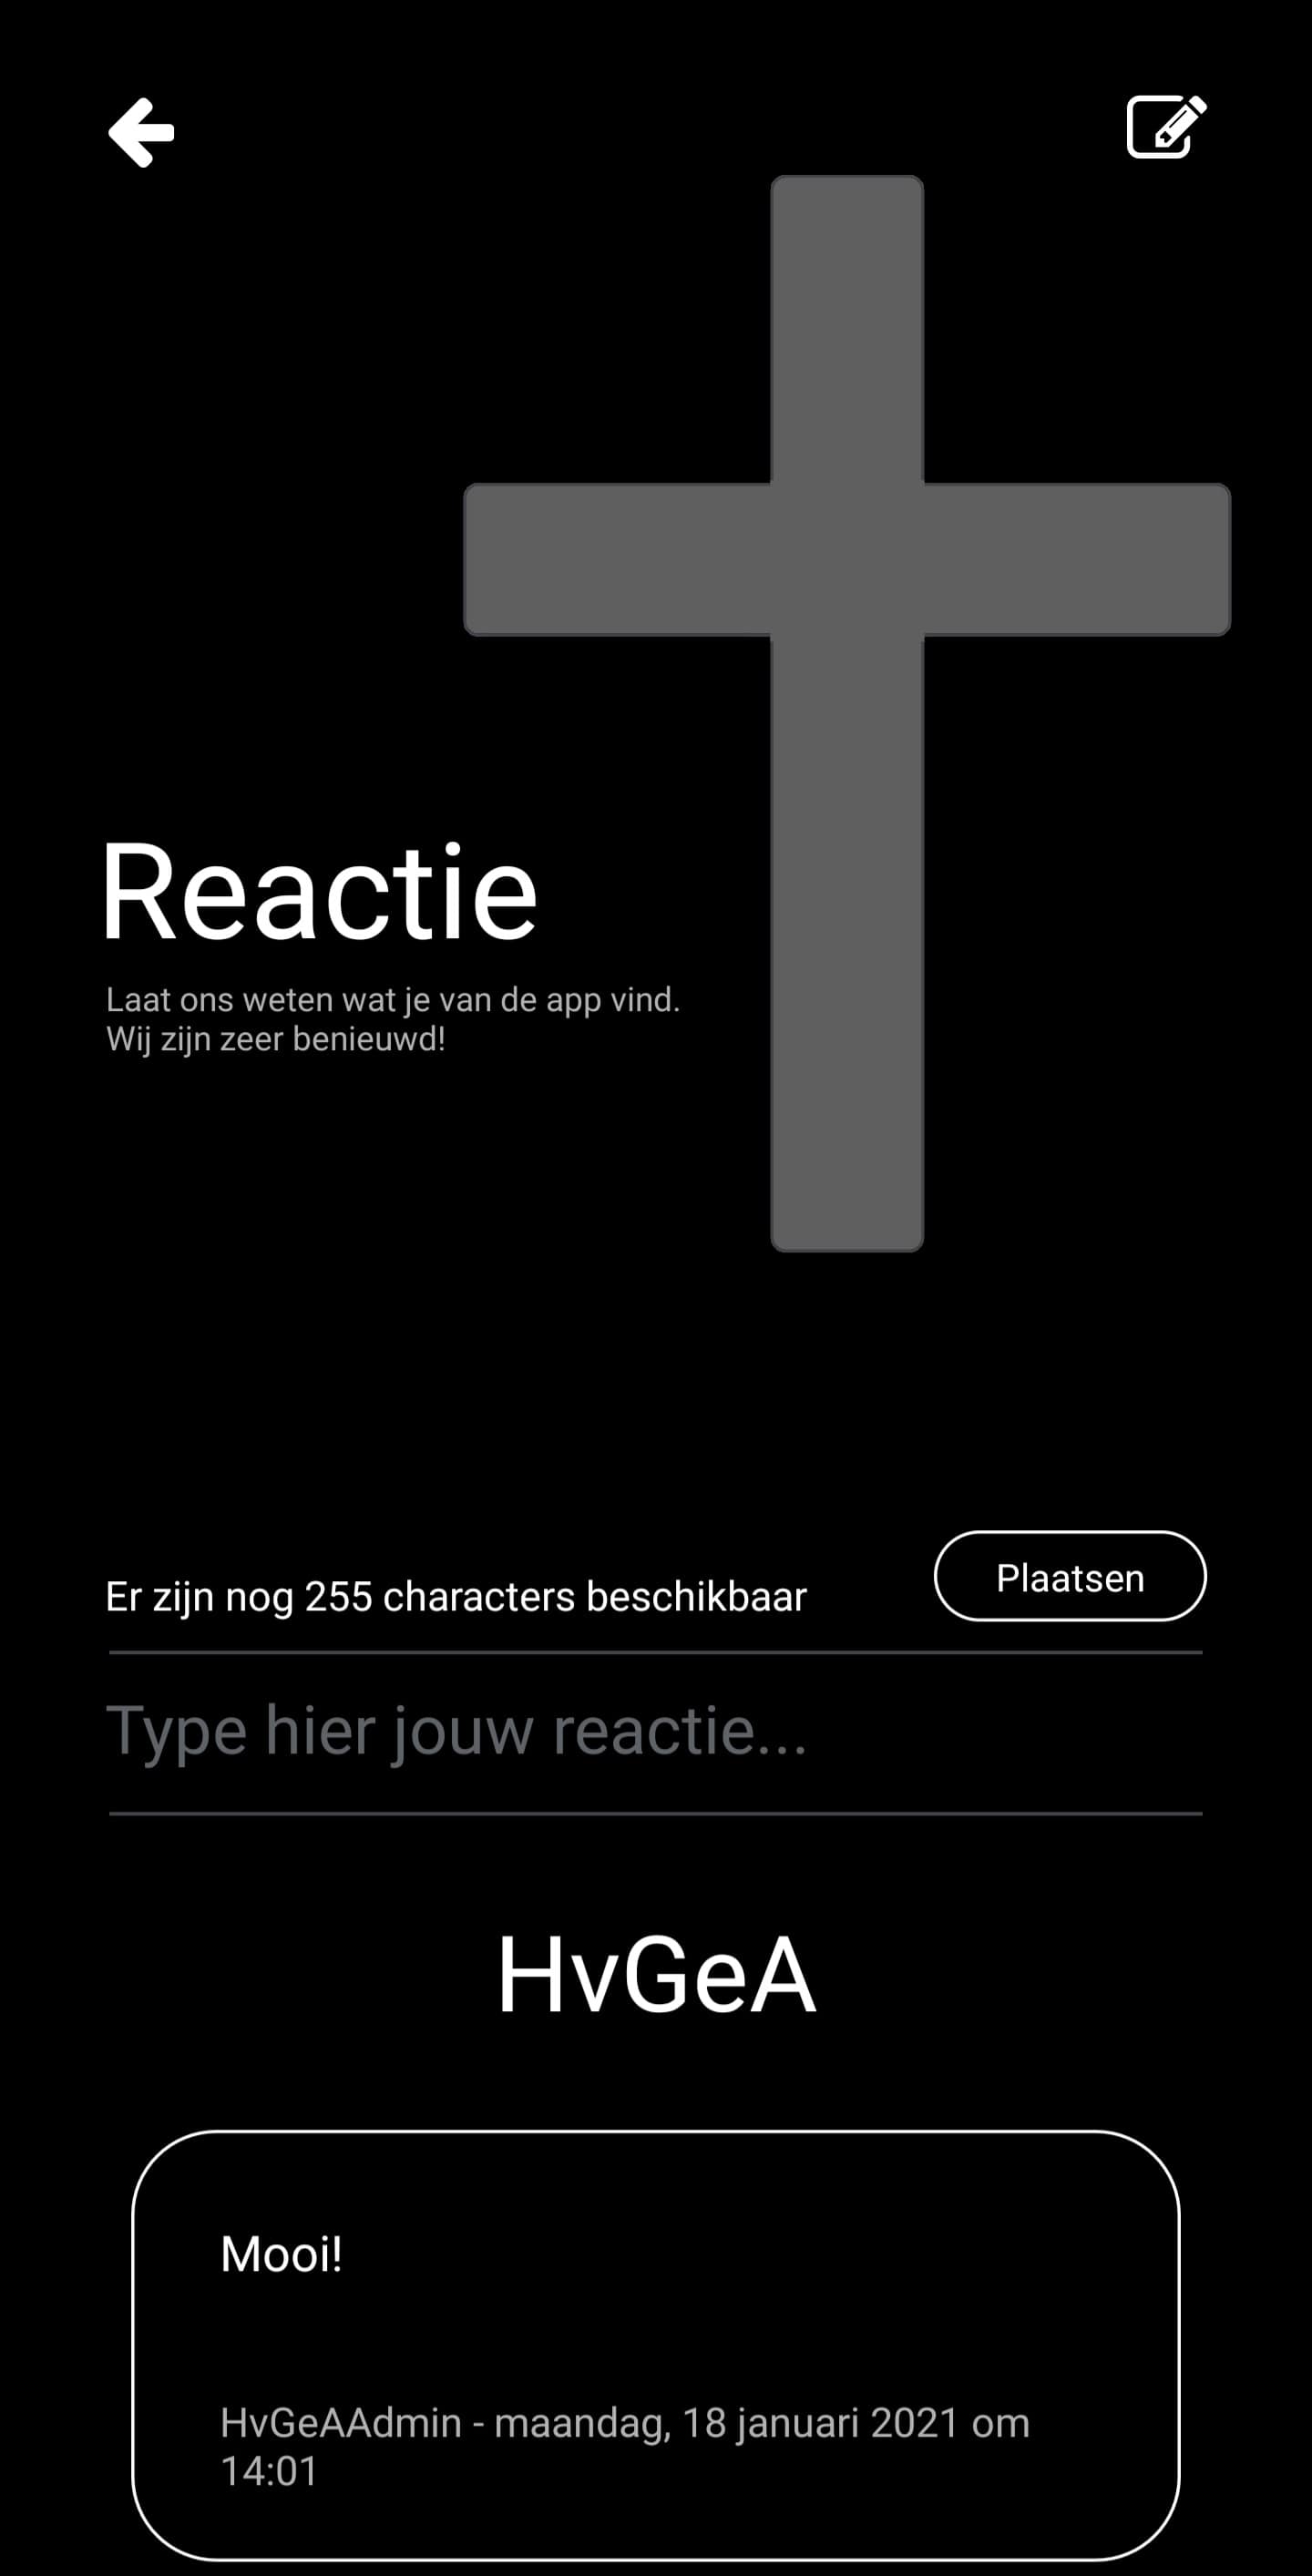 Reactie
Laat ons weten wat je van de app vind.
Wij zijn zeer benieuwd!
Er zijn nog 255 characters beschikbaar
Plaatsen
Type hier jouw reactie...
HvGeA
Mooi!
HvGeAAdmin - maandag, 18 januari 2021 om
14:01